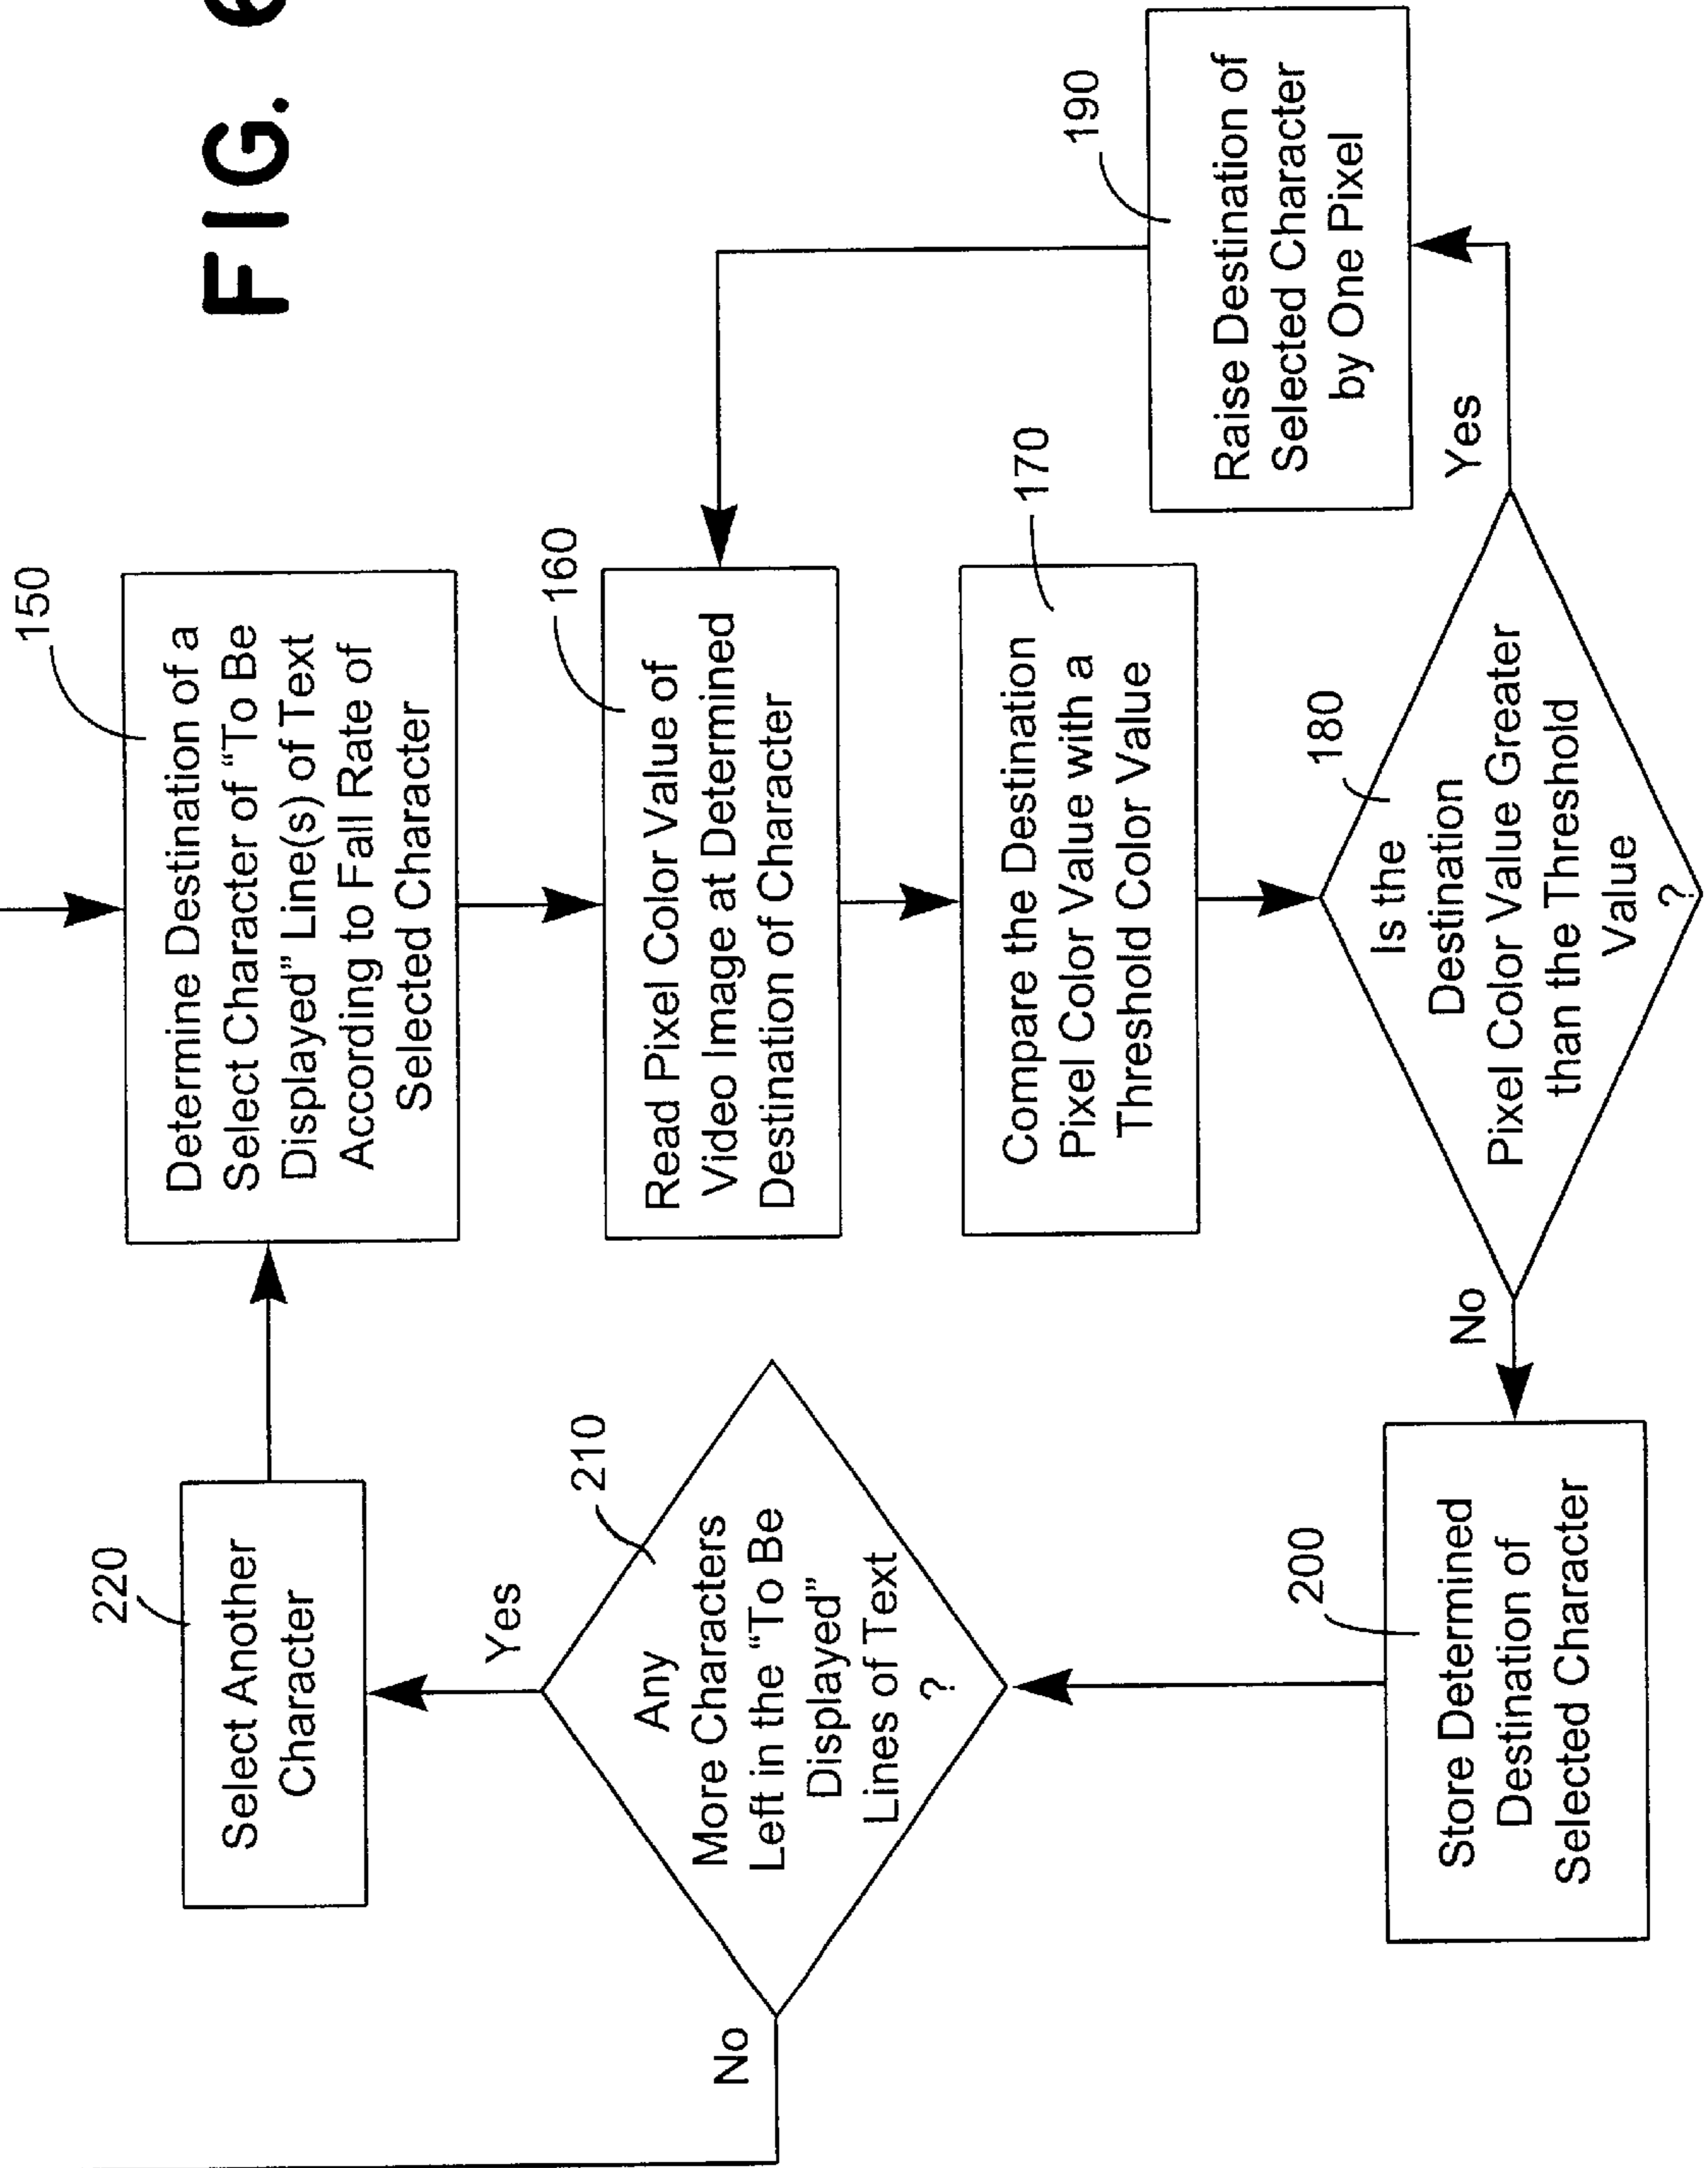 FIG. 6
150
Determine Destination of a
Select Character of “To Be
Displayed” Line(s) of Text
According to Fall Rate of
Selected Character
160
Read Pixel Color Value of
Video Image at Determined
Destination of Character
170
Compare the Destination
Pixel Color Value with a
Threshold Color Value
180
Is the
Destination
Pixel Color Value Greater
than the Threshold
Value
?
Yes
190
Raise Destination of
Selected Character
by One Pixel
No
200
Store Determined
Destination of
Selected Character
210
Any
More Characters
Left in the “To Be
Displayed”
Lines of Text
?
Yes
220
Select Another
Character
No